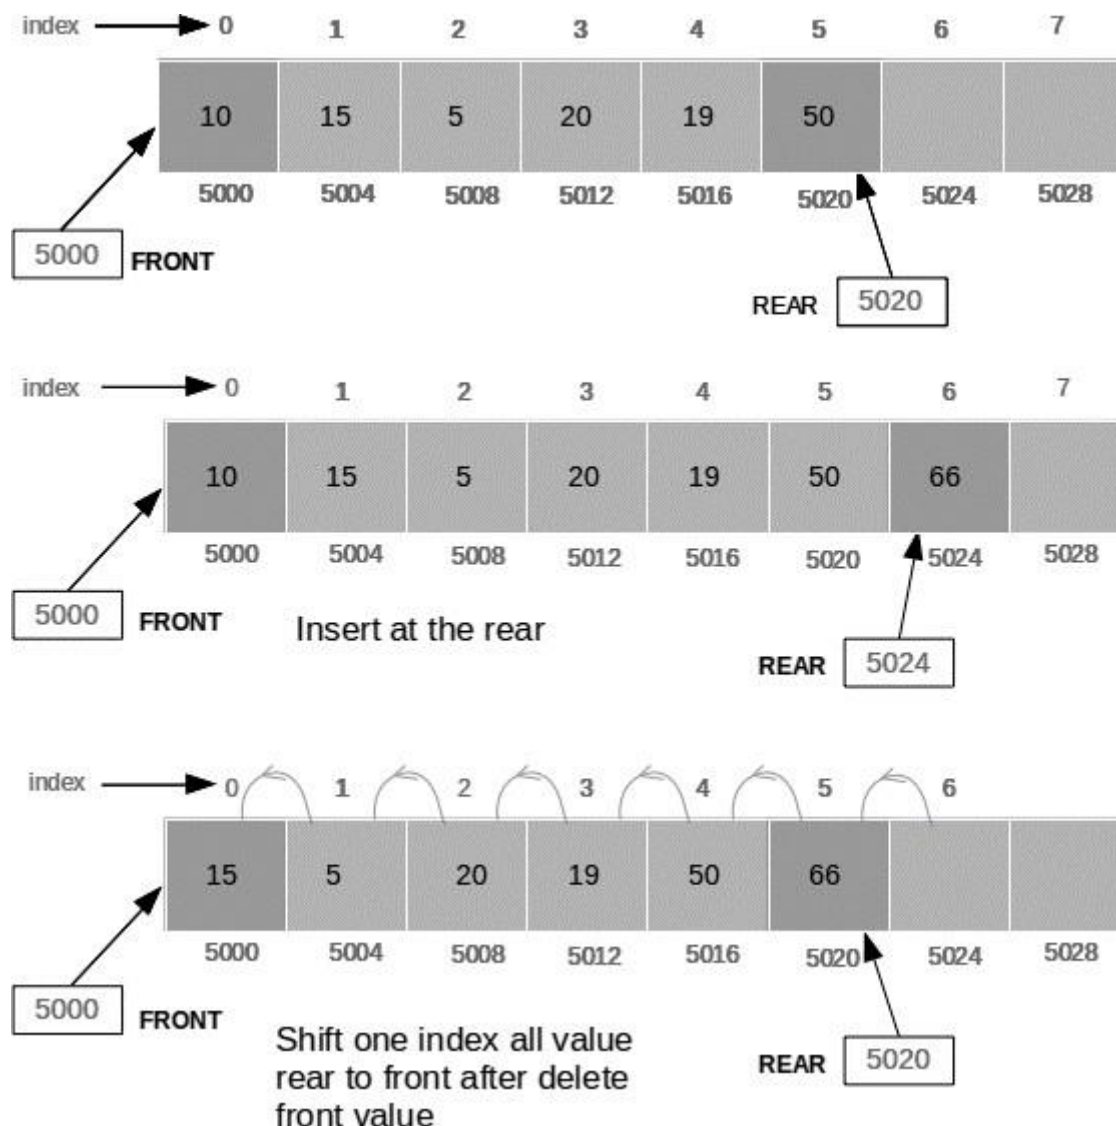 index 0 1 2 3 4 5 6 7
10 15 5 20 19 50
5000 5004 5008 5012 5016 5020 5024 5028
5000 FRONT
REAR 5020
index 0 1 2 3 4 5 6 7
10 15 5 20 19 50 66
5000 5004 5008 5012 5016 5020 5024 5028
5000 FRONT
Insert at the rear
REAR 5024
index 0 1 2 3 4 5 6
15 5 20 19 50 66
5000 5004 5008 5012 5016 5020 5024 5028
5000 FRONT
Shift one index all value
rear to front after delete
front value
REAR 5020